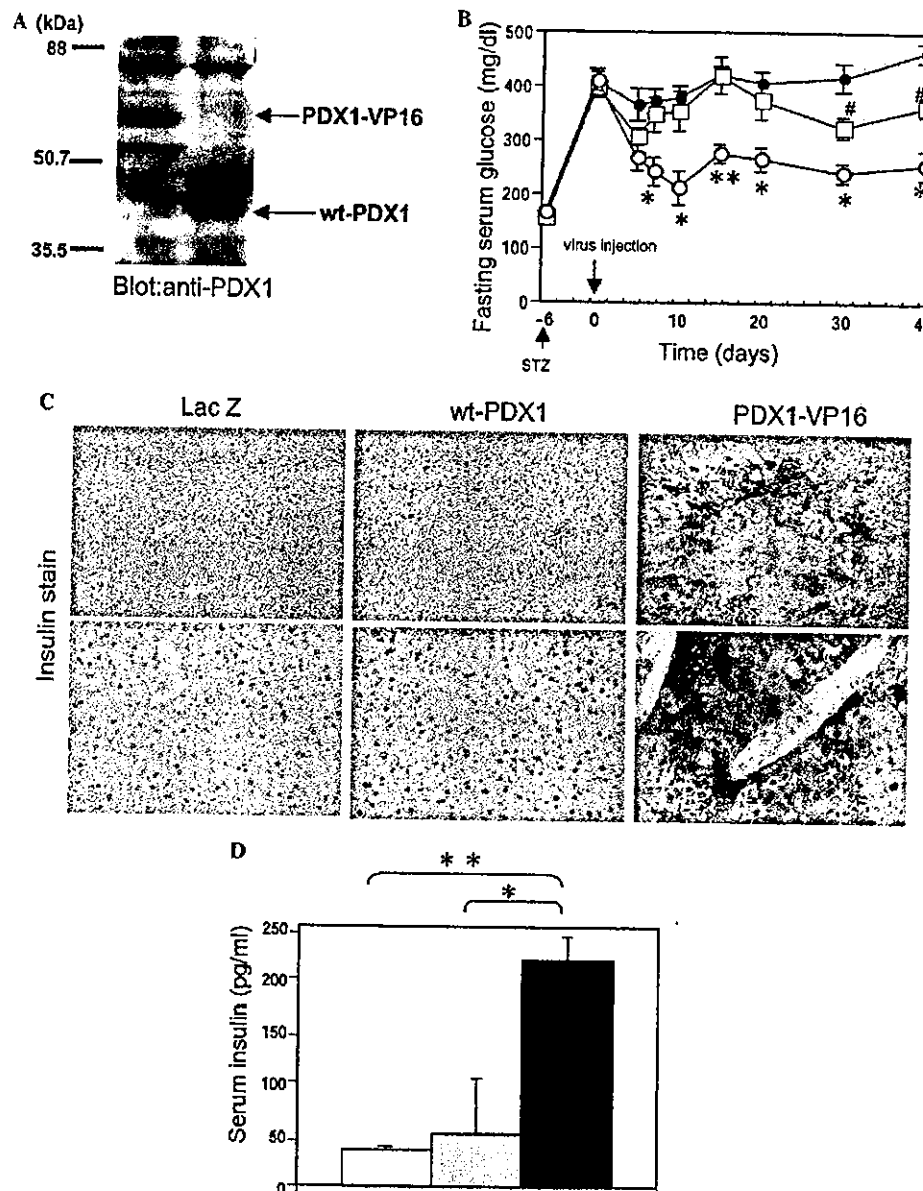 A (kDa)
88
PDX1-VP16
50.7
wt-PDX1
35.5
Blot:anti-PDX1
B
Fasting serum glucose (mg/dl)
500
400
300
200
100
0
#
#
*
*
**
*
*
*
virus injection
-6
0
10
20
30
4
STZ
Time (days)
C
Lac Z
wt-PDX1
PDX1-VP16
Insulin stain
D
**
*
Serum insulin (pg/ml)
250
200
150
100
50
0